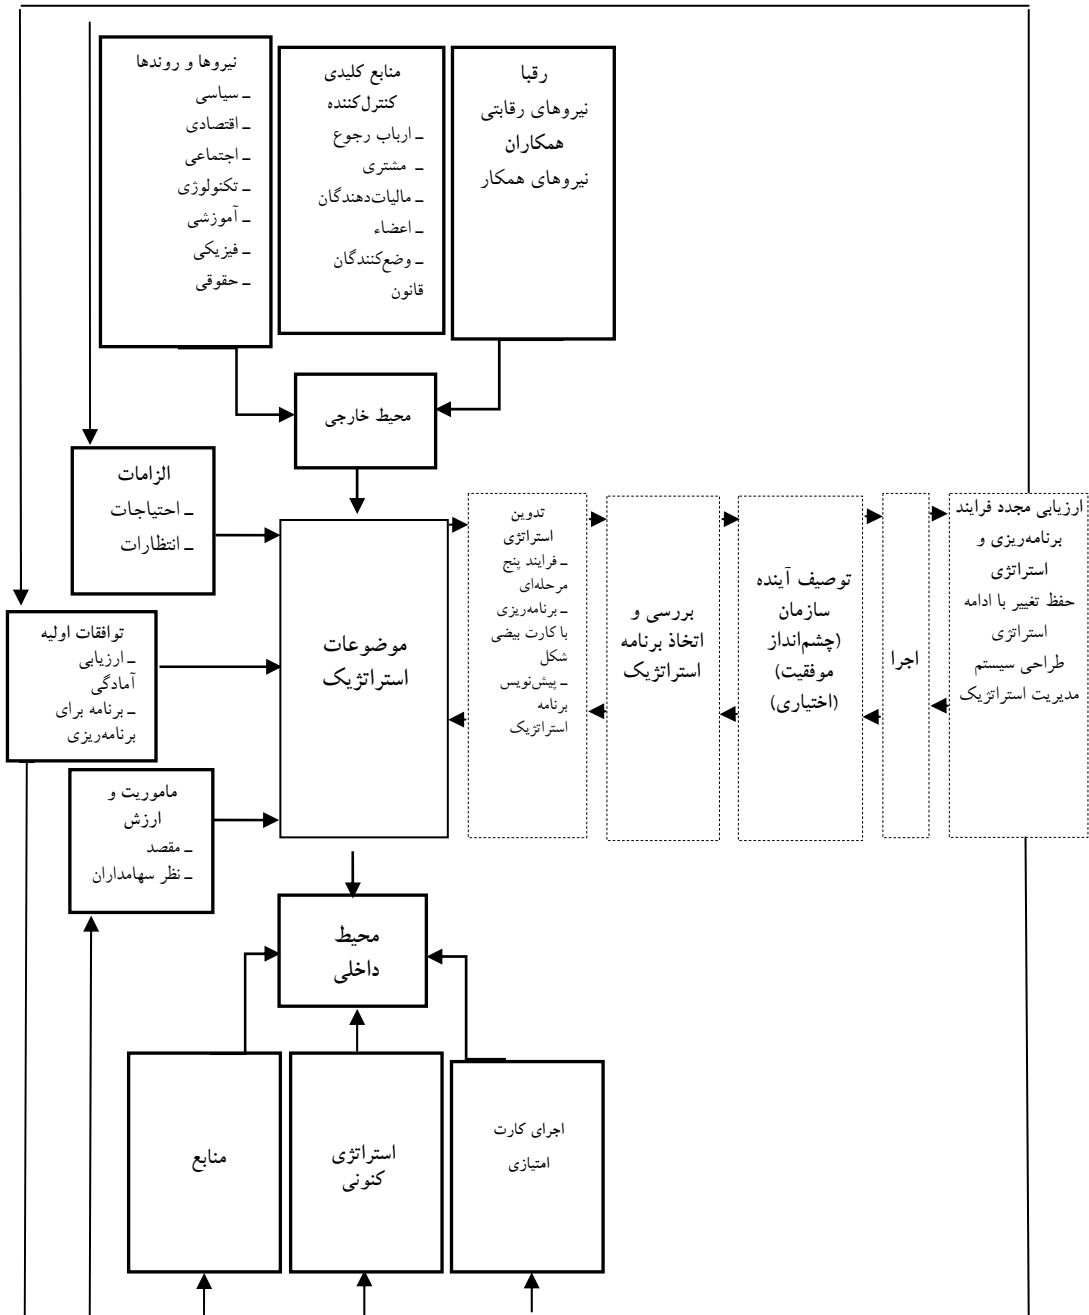 رقبا
نیروهای رقابتی
همکاران
نیروهای همکار
منابع کلیدی
کنترل‌کننده
ـ ارباب رجوع
ـ مشتری
ـ مالیات‌دهندگان
ـ اعضاء
ـ وضع‌کنندگان
قانون
نیروها و روندها
ـ سیاسی
ـ اقتصادی
ـ اجتماعی
ـ تکنولوژی
ـ آموزشی
ـ فیزیکی
ـ حقوقی
محیط خارجی
الزامات
ـ احتیاجات
ـ انتظارات
توافقات اولیه
ـ ارزیابی
آمادگی
ـ برنامه برای
برنامه‌ریزی
ماموریت و
ارزش
ـ مقصد
ـ نظر سهامداران
موضوعات
استراتژیک
تدوین
استراتژی
ـ فرایند پنج
مرحله‌ای
ـ برنامه‌ریزی
با کارت بیضی
شکل
ـ پیش‌نویس
برنامه
استراتژیک
بررسی و
اتخاذ برنامه
استراتژیک
توصیف آینده
سازمان
(چشم‌انداز
موفقیت)
(اختیاری)
اجرا
ارزیابی مجدد فرایند
برنامه‌ریزی و
استراتژی
حفظ تغییر با ادامه
استراتژی
طراحی سیستم
مدیریت استراتژیک
محیط
داخلی
اجرای کارت
امتیازی
استراتژی
کنونی
منابع